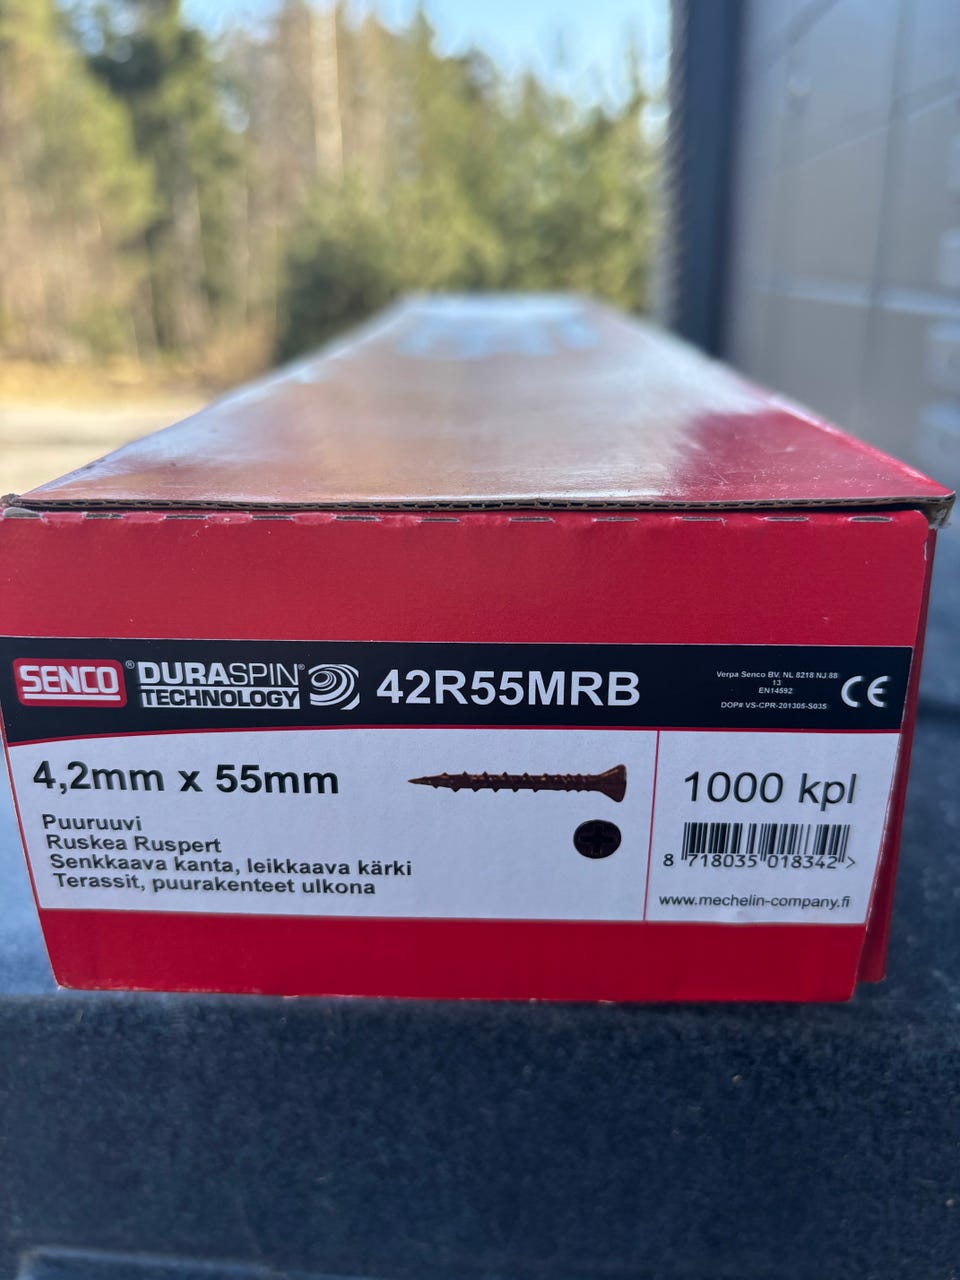 SENCO® DURASPIN® TECHNOLOGY 42R55MRB
Verpa Senco BV. NL 8218 NJ.88
13
EN14592
DOP# VS-CPR-201305-S035
CE
4,2mm x 55mm
Puuruuvi
Ruskea Ruspert
Senkkaava kanta, leikkaava kärki
Terassit, puurakenteet ulkona
1000 kpl
8 718035 018342 >
www.mechelin-company.fi